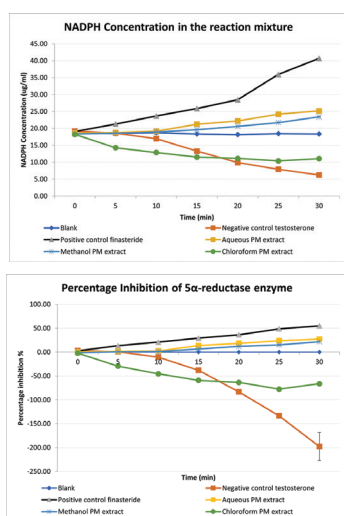 NADPH Concentration in the reaction mixture
NADPH Concentration (ug/ml)
45.00
40.00
35.00
30.00
25.00
20.00
15.00
10.00
5.00
0.00
0 5 10 15 20 25 30
Time (min)
Blank Negative control testosterone
Positive control finasteride Aqueous PM extract
Methanol PM extract Chloroform PM extract
Percentage Inhibition of 5α-reductase enzyme
Percentage inhibition %
100.00
50.00
0.00
-50.00
-100.00
-150.00
-200.00
-250.00
0 5 10 15 20 25 30
Time (min)
Blank Negative control testosterone
Positive control finasteride Aqueous PM extract
Methanol PM extract Chloroform PM extract